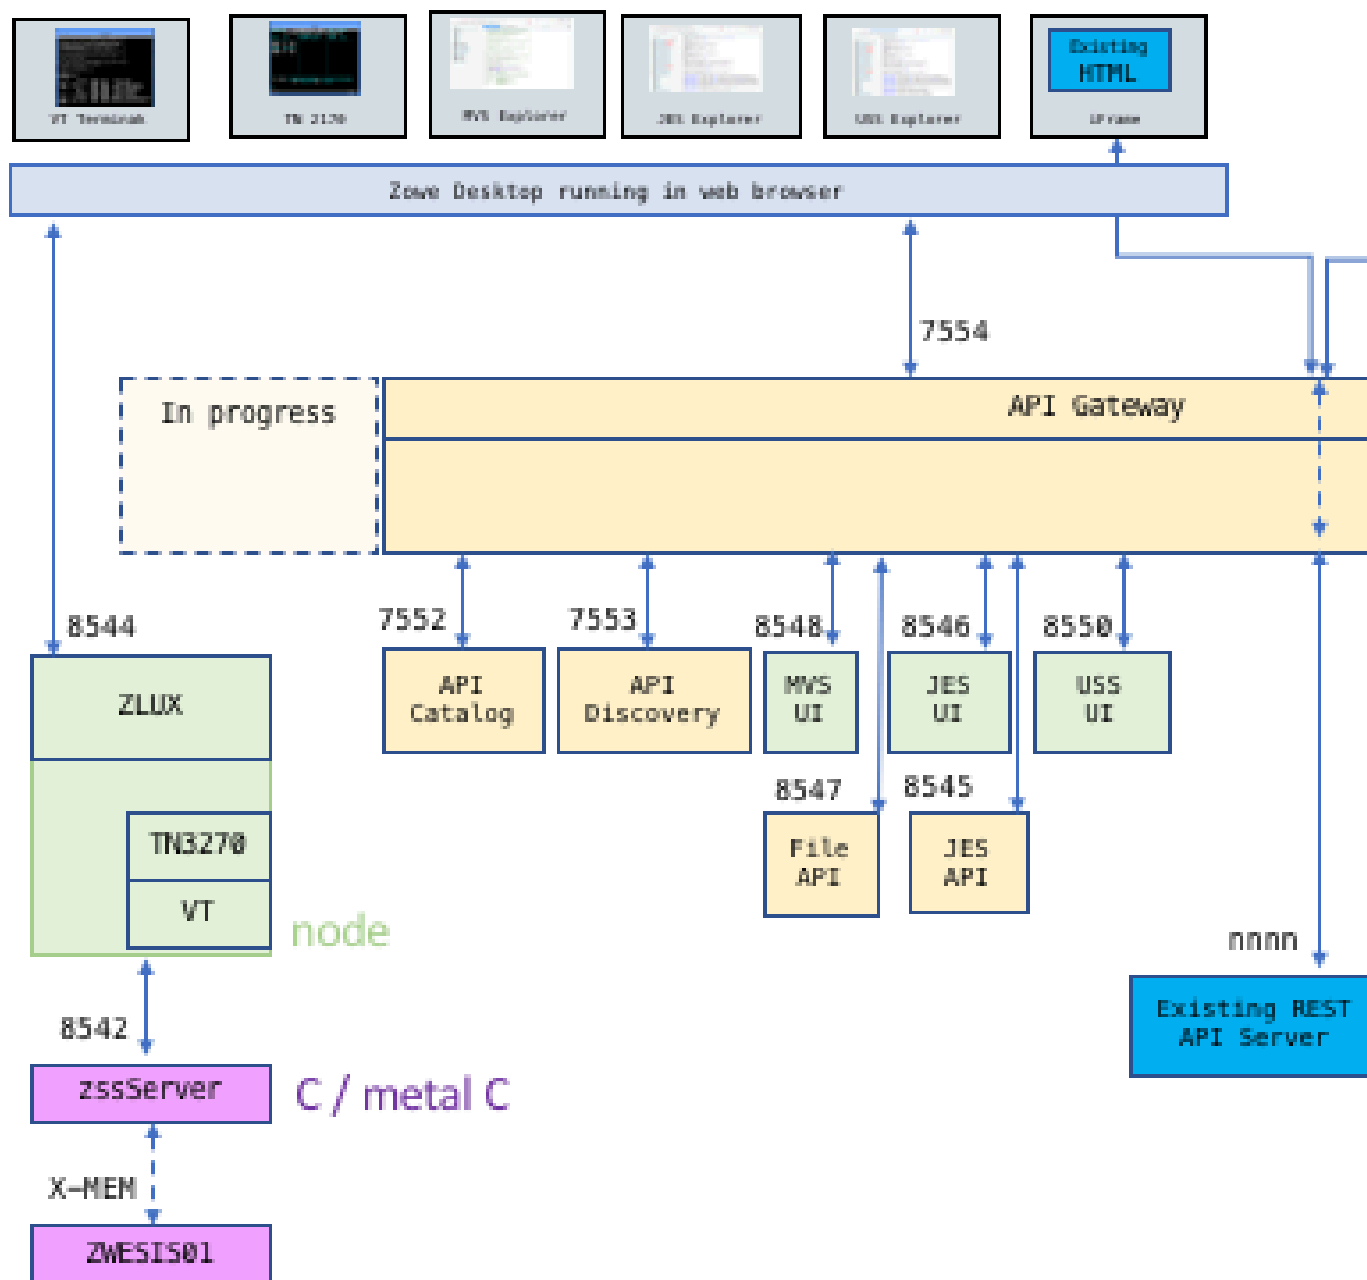 Existing
HTML
VT Terminal
MVS Explorer
JES Explorer
USS Explorer
iFrame
Zowe Desktop running in web browser
7554
In progress
API Gateway
8544
7552
7553
8548
8546
8550
ZLUX
API
Catalog
API
Discovery
MVS
UI
JES
UI
USS
UI
8547
8545
TN3270
VT
File
API
JES
API
node
nnnn
8542
Existing REST
API Server
zssServer
C / metal C
X-MEM
ZWESIS01